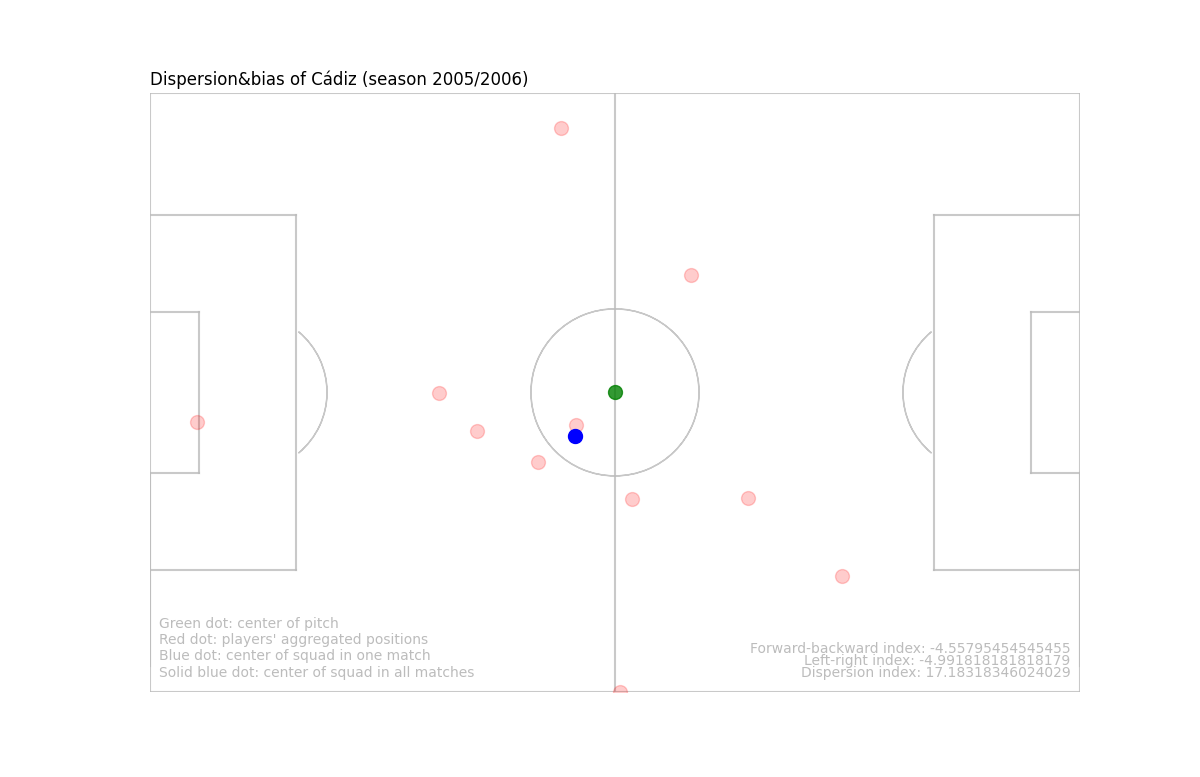 Dispersion&bias of Cádiz (season 2005/2006)
Green dot: center of pitch
Red dot: players' aggregated positions
Blue dot: center of squad in one match
Solid blue dot: center of squad in all matches
Forward-backward index: -4.55795454545455
Left-right index: -4.991818181818179
Dispersion index: 17.18318346024029